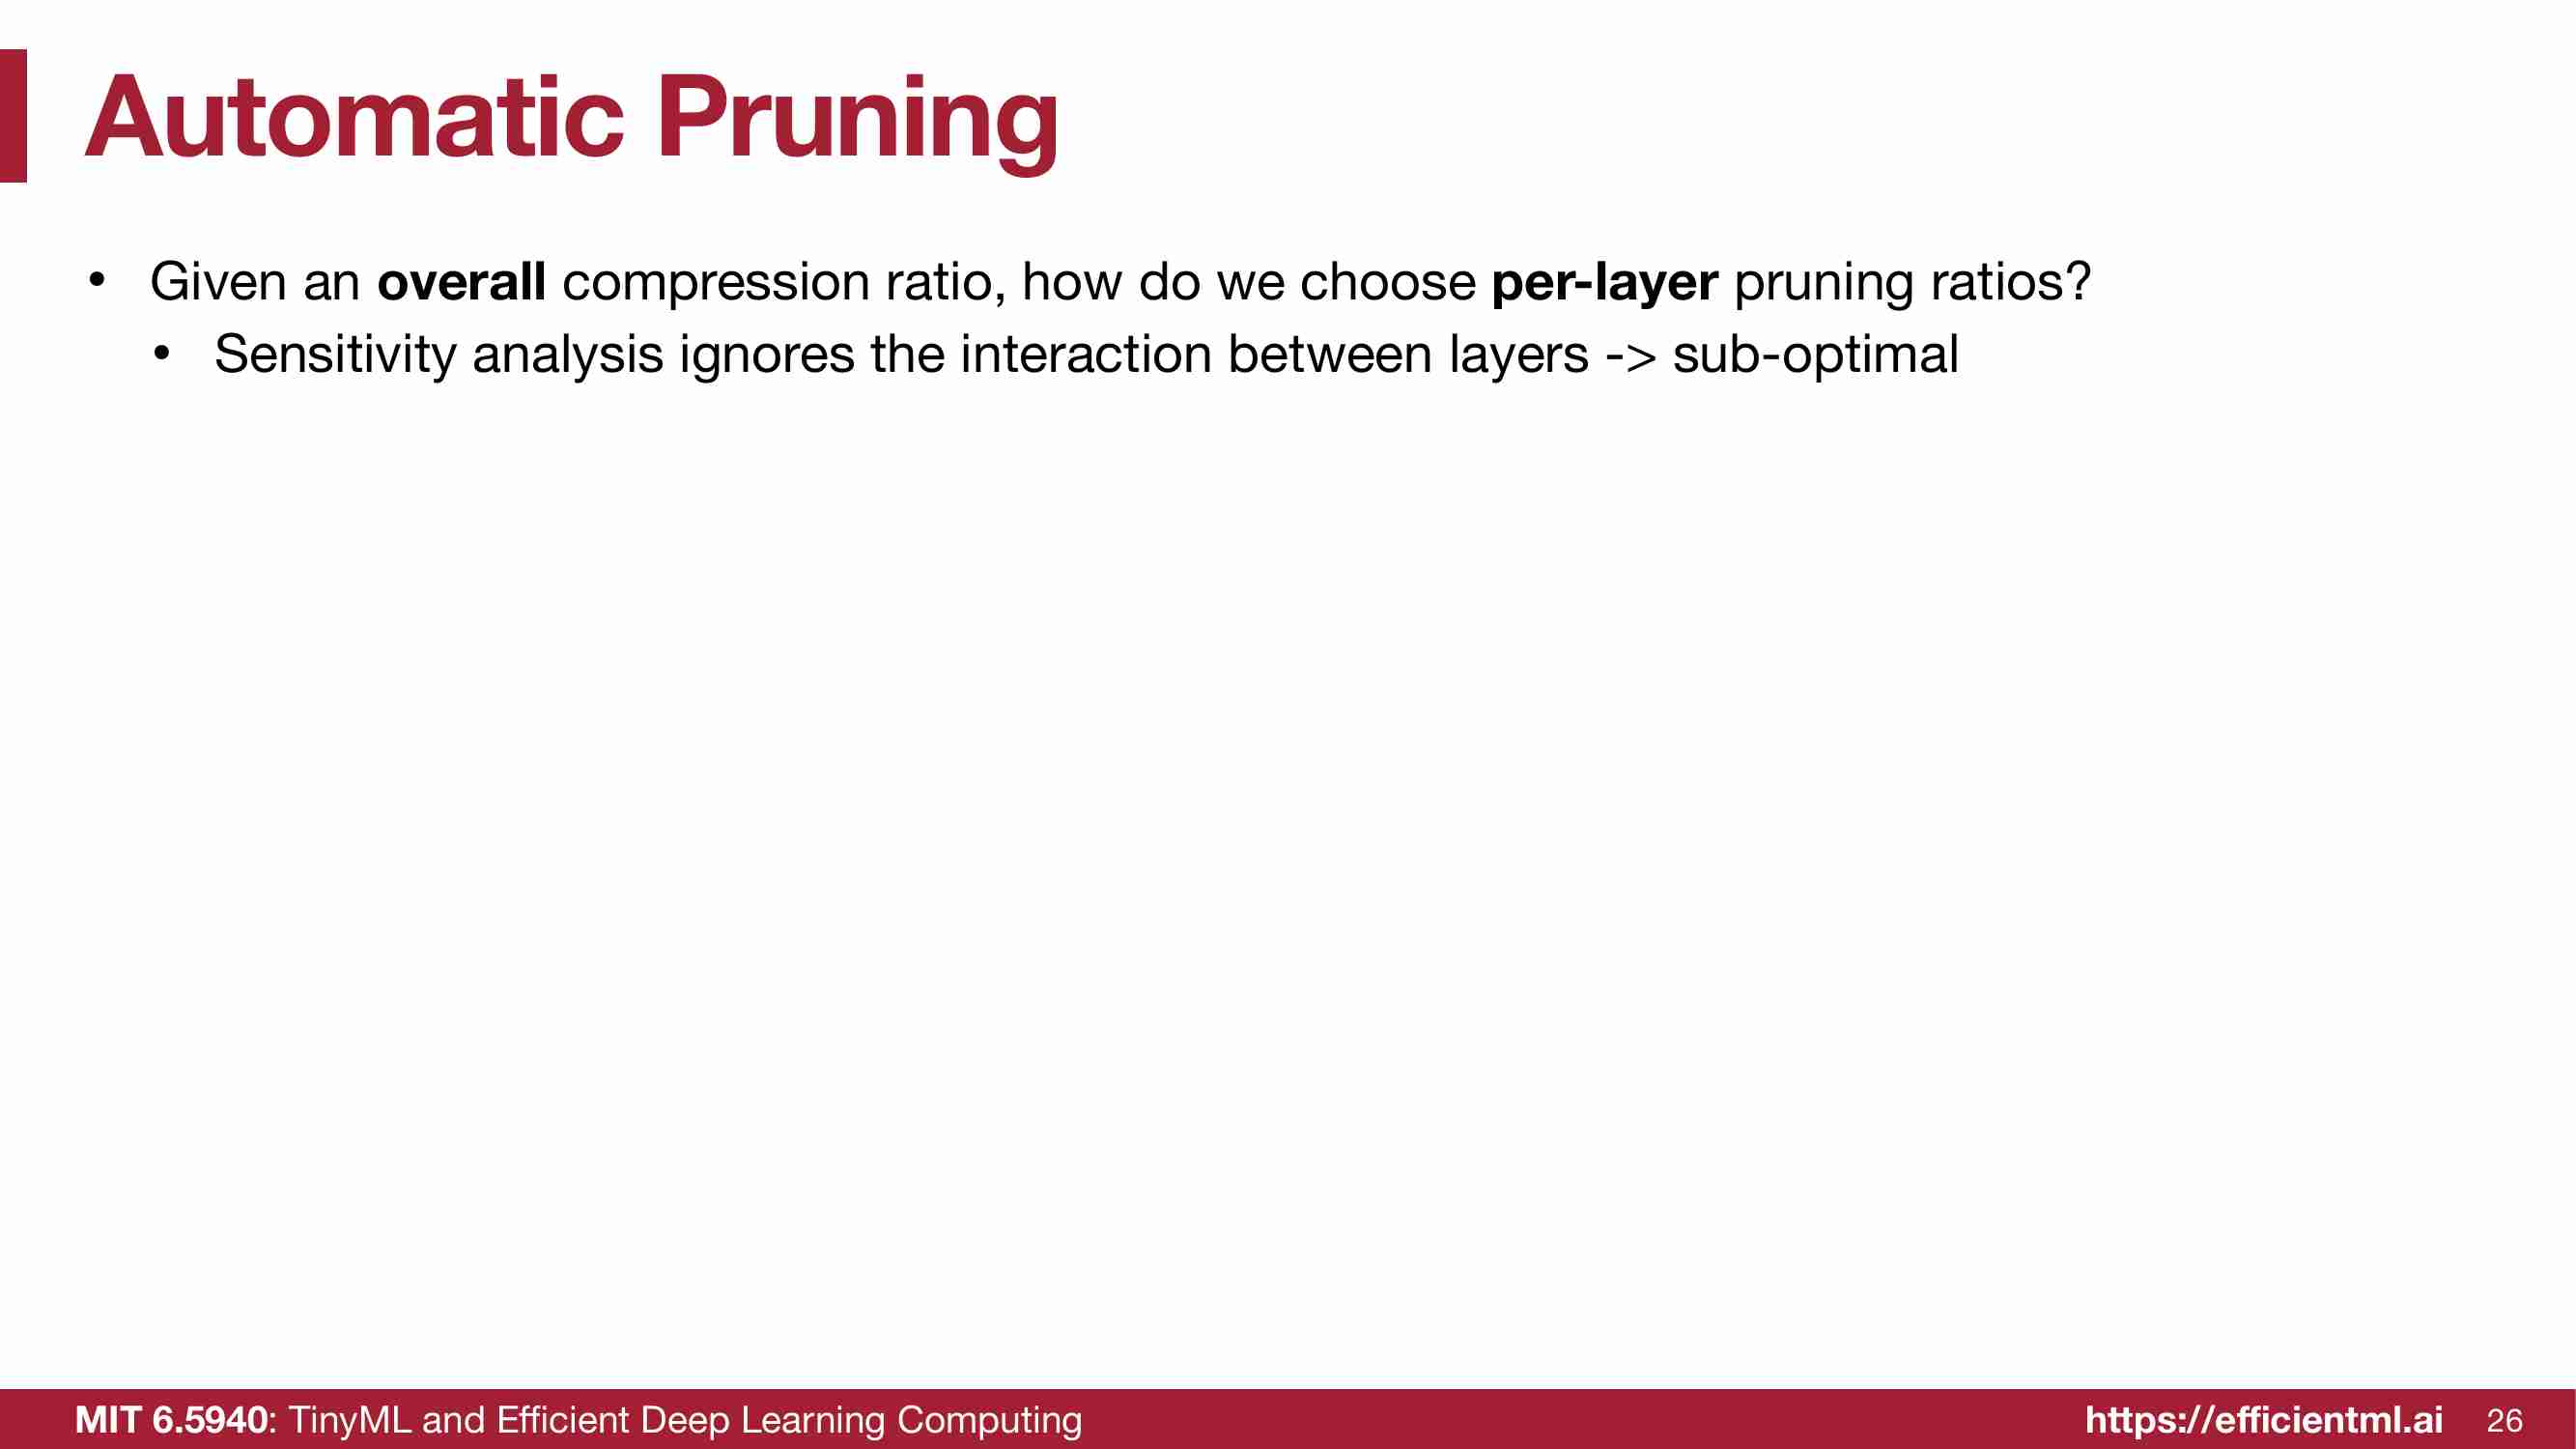 Automatic Pruning
• Given an overall compression ratio, how do we choose per-layer pruning ratios?
• Sensitivity analysis ignores the interaction between layers -> sub-optimal
MIT 6.5940: TinyML and Efficient Deep Learning Computing
https://efficientml.ai 26